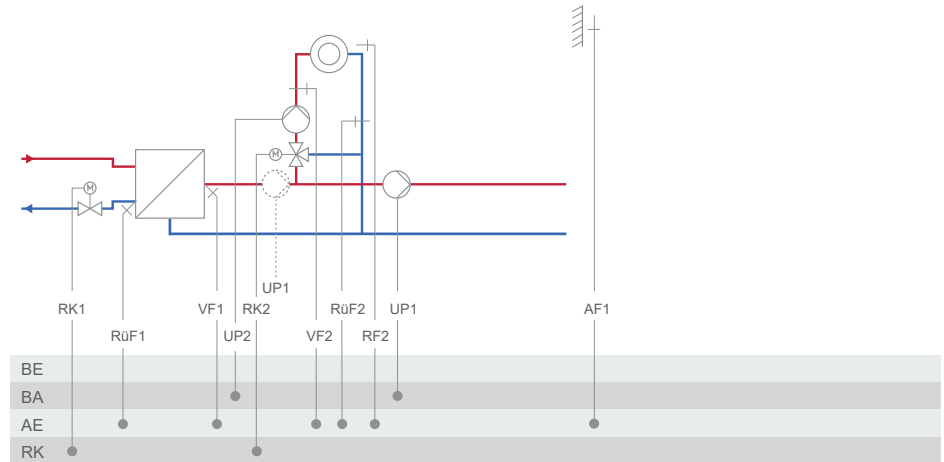 M
M
UP1
RK1 VF1 RK2 RüF2 UP1 AF1
RüF1 UP2 VF2 RF2
BE
BA
AE
RK